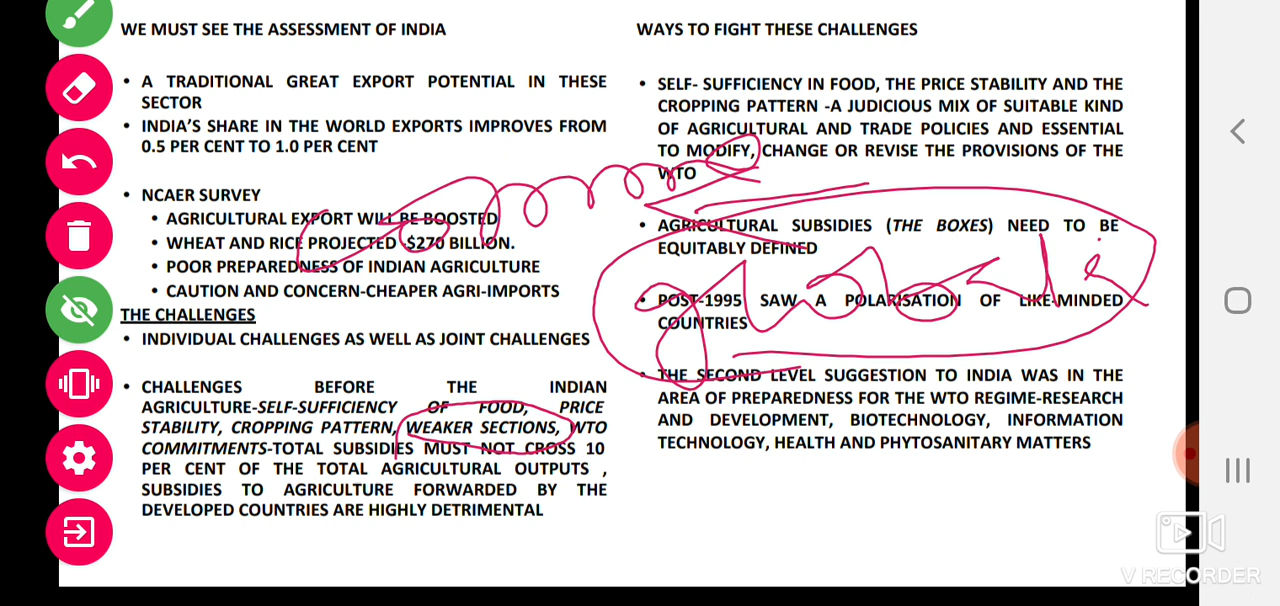 WE MUST SEE THE ASSESSMENT OF INDIA
• A TRADITIONAL GREAT EXPORT POTENTIAL IN THESE
SECTOR
• INDIA'S SHARE IN THE WORLD EXPORTS IMPROVES FROM
0.5 PER CENT TO 1.0 PER CENT
• NCAER SURVEY
• AGRICULTURAL EXPORT WILL BE BOOSTED
• WHEAT AND RICE PROJECTED $270 BILLION.
• POOR PREPAREDNESS OF INDIAN AGRICULTURE
• CAUTION AND CONCERN-CHEAPER AGRI-IMPORTS
THE CHALLENGES
• INDIVIDUAL CHALLENGES AS WELL AS JOINT CHALLENGES
• CHALLENGES BEFORE THE INDIAN
AGRICULTURE-SELF-SUFFICIENCY OF FOOD, PRICE
STABILITY, CROPPING PATTERN, WEAKER SECTIONS, WTO
COMMITMENTS-TOTAL SUBSIDIES MUST NOT CROSS 10
PER CENT OF THE TOTAL AGRICULTURAL OUTPUTS ,
SUBSIDIES TO AGRICULTURE FORWARDED BY THE
DEVELOPED COUNTRIES ARE HIGHLY DETRIMENTAL
WAYS TO FIGHT THESE CHALLENGES
• SELF- SUFFICIENCY IN FOOD, THE PRICE STABILITY AND THE
CROPPING PATTERN -A JUDICIOUS MIX OF SUITABLE KIND
OF AGRICULTURAL AND TRADE POLICIES AND ESSENTIAL
TO MODIFY, CHANGE OR REVISE THE PROVISIONS OF THE
WTO
• AGRICULTURAL SUBSIDIES (THE BOXES) NEED TO BE
EQUITABLY DEFINED
• POST-1995 SAW A POLARISATION OF LIKE-MINDED
COUNTRIES
• THE SECOND LEVEL SUGGESTION TO INDIA WAS IN THE
AREA OF PREPAREDNESS FOR THE WTO REGIME-RESEARCH
AND DEVELOPMENT, BIOTECHNOLOGY, INFORMATION
TECHNOLOGY, HEALTH AND PHYTOSANITARY MATTERS
V RECORDER